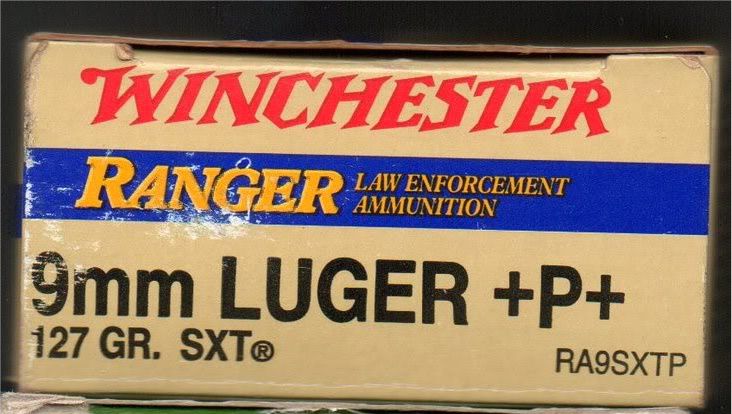 WINCHESTER
RANGER LAW ENFORCEMENT
AMMUNITION
9mm LUGER +P+
127 GR. SXT®
RA9SXTP